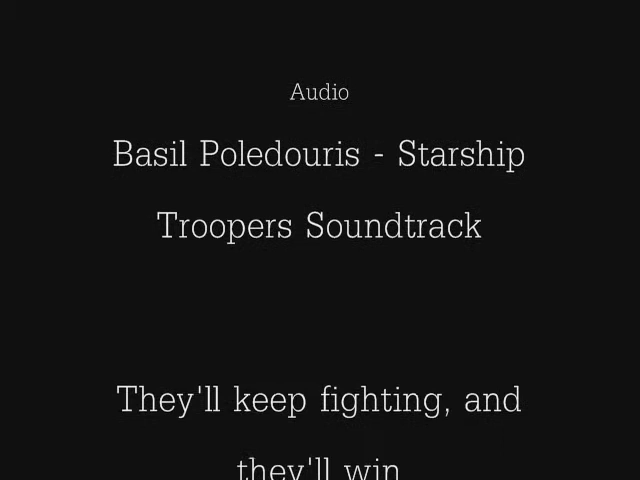 Audio
Basil Poledouris - Starship
Troopers Soundtrack
They'll keep fighting, and
they'll win